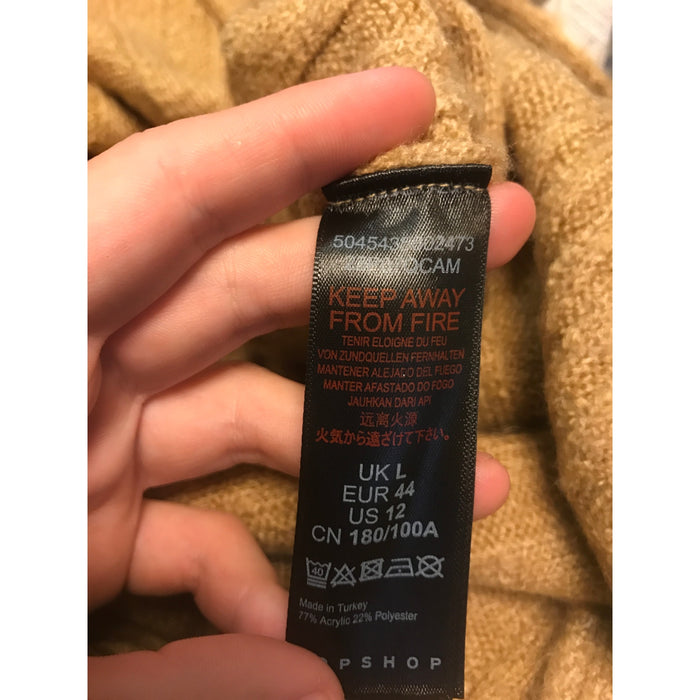 KEEP AWAY
FROM FIRE
TENIR ELOIGNE DU FEU
VON ZUNDQUELLEN FERNHALTEN
MANTENER ALEJADO DEL FUEGO
MANTER AFASTADO DO FOGO
JAUHKAN DARI API
远离火源
火気から遠ざけて下さい。
UK L
EUR 44
US 12
CN 180/100A
40
Made in Turkey
77% Acrylic 22% Polyester
OPSHOP